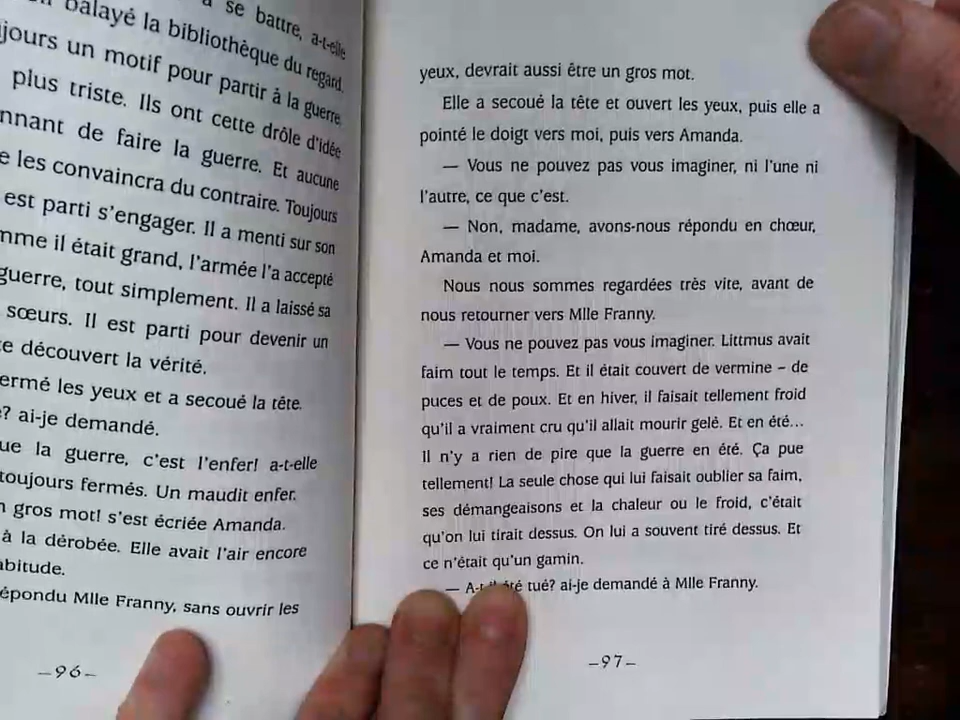 se battre, a-t-elle
balayé la bibliothèque du regard.
jours un motif pour partir à la guerre
plus triste. Ils ont cette drôle d'idée
nnant de faire la guerre. Et aucune
e les convaincra du contraire. Toujours
est parti s'engager. Il a menti sur son
mme il était grand, l'armée l'a accepté
guerre, tout simplement. Il a laissé sa
sœurs. Il est parti pour devenir un
te découvert la vérité.
ermé les yeux et a secoué la tête.
? ai-je demandé.
ue la guerre, c'est l'enfer! a-t-elle
toujours fermés. Un maudit enfer.
n gros mot! s'est écriée Amanda.
à la dérobée. Elle avait l'air encore
abitude.
épondu Mlle Franny, sans ouvrir les
–96–
yeux, devrait aussi être un gros mot.
Elle a secoué la tête et ouvert les yeux, puis elle a
pointé le doigt vers moi, puis vers Amanda.
— Vous ne pouvez pas vous imaginer, ni l'une ni
l'autre, ce que c'est.
— Non, madame, avons-nous répondu en chœur,
Amanda et moi.
Nous nous sommes regardées très vite, avant de
nous retourner vers Mlle Franny.
— Vous ne pouvez pas vous imaginer. Littmus avait
faim tout le temps. Et il était couvert de vermine – de
puces et de poux. Et en hiver, il faisait tellement froid
qu'il a vraiment cru qu'il allait mourir gelé. Et en été...
Il n'y a rien de pire que la guerre en été. Ça pue
tellement! La seule chose qui lui faisait oublier sa faim,
ses démangeaisons et la chaleur ou le froid, c'était
qu'on lui tirait dessus. On lui a souvent tiré dessus. Et
ce n'était qu'un gamin.
— A-t-il été tué? ai-je demandé à Mlle Franny.
–97–